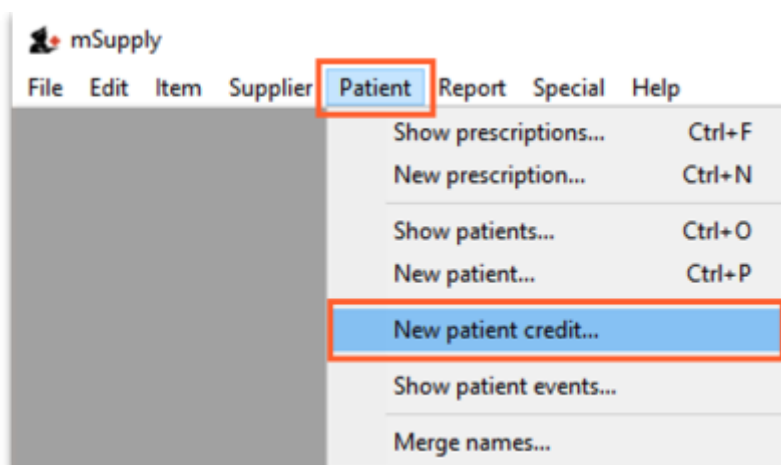 mSupply
File Edit Item Supplier Patient Report Special Help
Show prescriptions... Ctrl+F
New prescription... Ctrl+N
Show patients... Ctrl+O
New patient... Ctrl+P
New patient credit...
Show patient events...
Merge names...